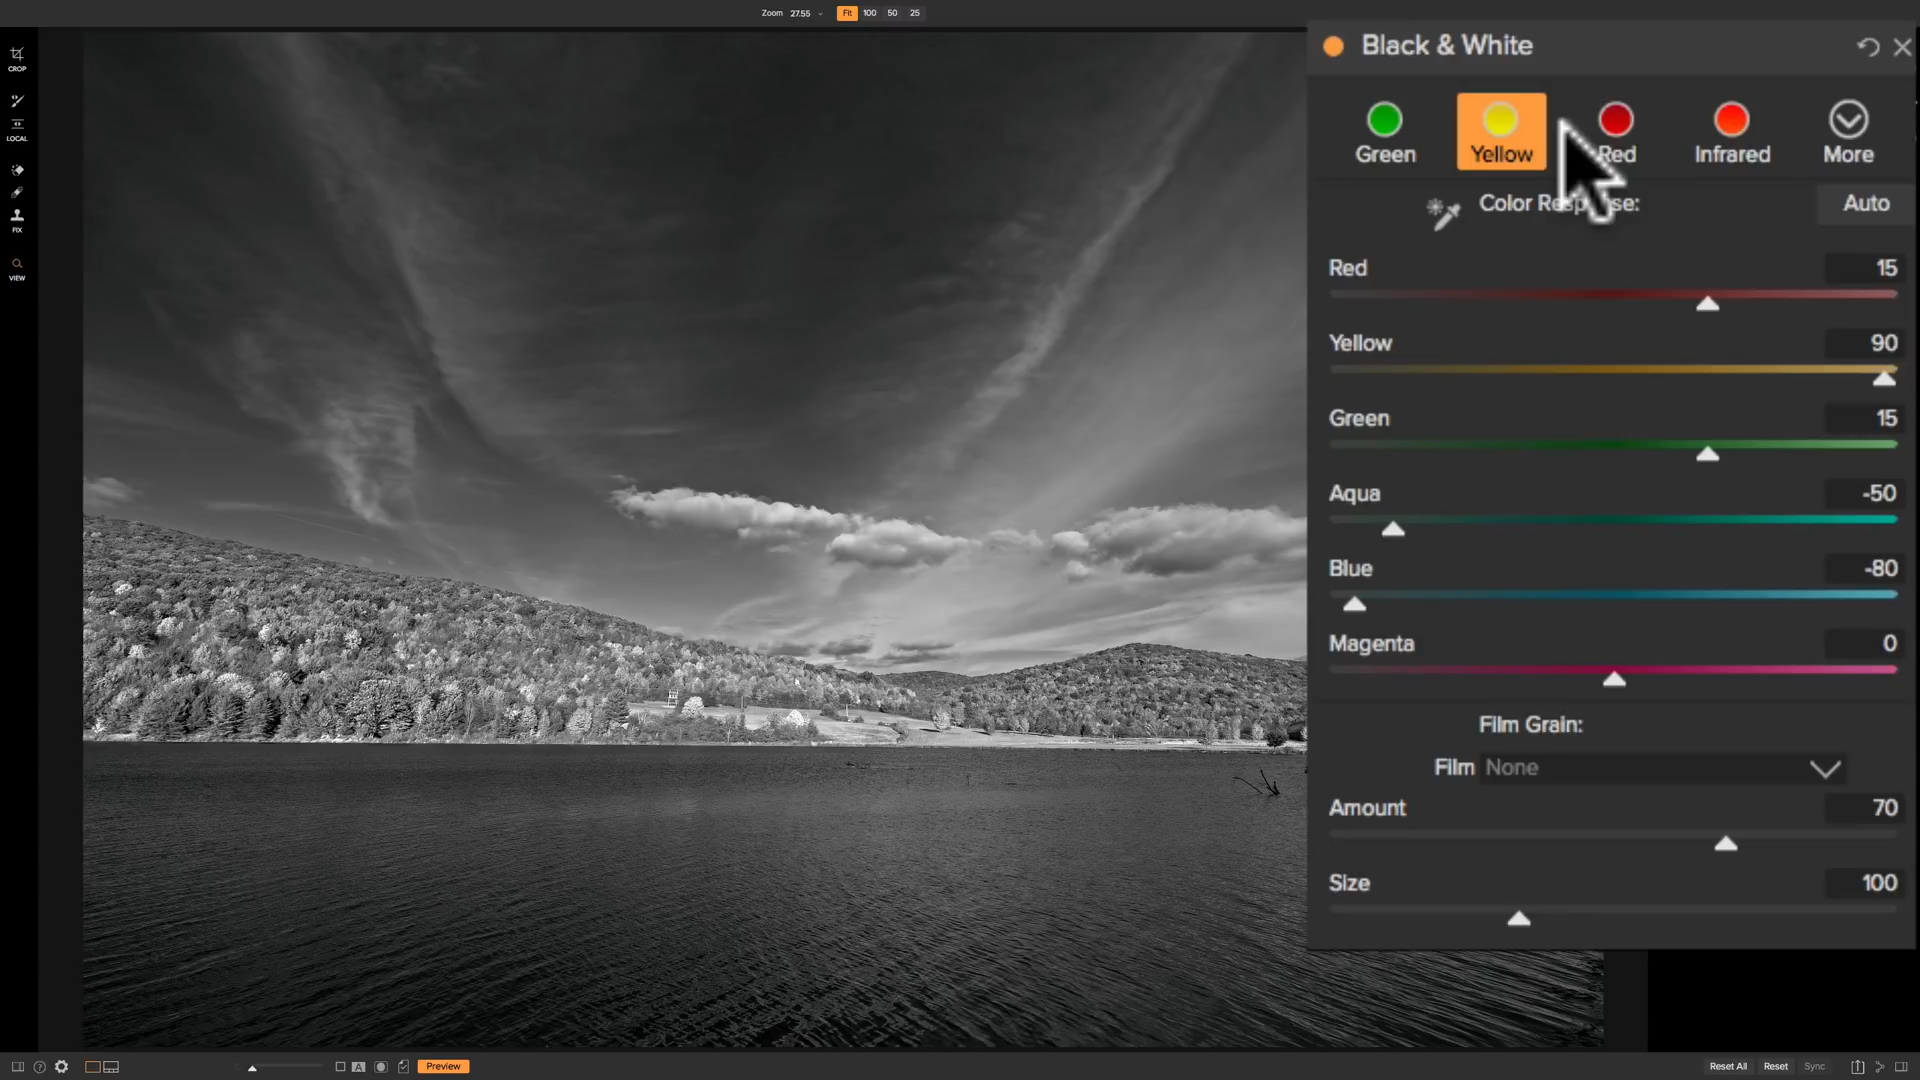 Zoom 27.55 Fit 100 50 25
CROP
LOCAL
FIX
VIEW
Black & White
Green Yellow Red Infrared More
Color Response: Auto
Red 15
Yellow 90
Green 15
Aqua -50
Blue -80
Magenta 0
Film Grain:
Film None
Amount 70
Size 100
A Preview Reset All Reset Sync